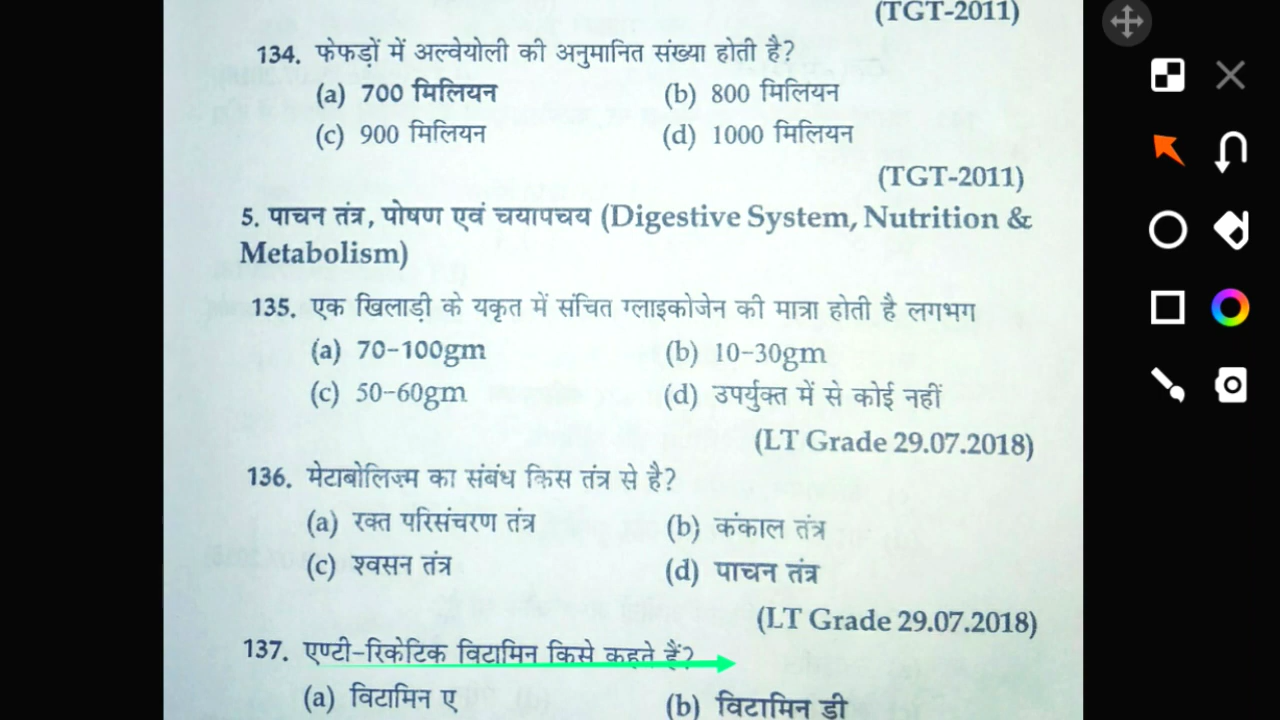 (TGT-2011)
134. फेफड़ों में अल्वेयोली की अनुमानित संख्या होती है?
(a) 700 मिलियन (b) 800 मिलियन
(c) 900 मिलियन (d) 1000 मिलियन
(TGT-2011)
5. पाचन तंत्र, पोषण एवं चयापचय (Digestive System, Nutrition &
Metabolism)
135. एक खिलाड़ी के यकृत में संचित ग्लाइकोजेन की मात्रा होती है लगभग
(a) 70-100gm (b) 10-30gm
(c) 50-60gm (d) उपर्युक्त में से कोई नहीं
(LT Grade 29.07.2018)
136. मेटाबोलिज़्म का संबंध किस तंत्र से है?
(a) रक्त परिसंचरण तंत्र (b) कंकाल तंत्र
(c) श्वसन तंत्र (d) पाचन तंत्र
(LT Grade 29.07.2018)
137. एण्टी-रिकेटिक विटामिन किसे कहते हैं?
(a) विटामिन ए (b) विटामिन डी